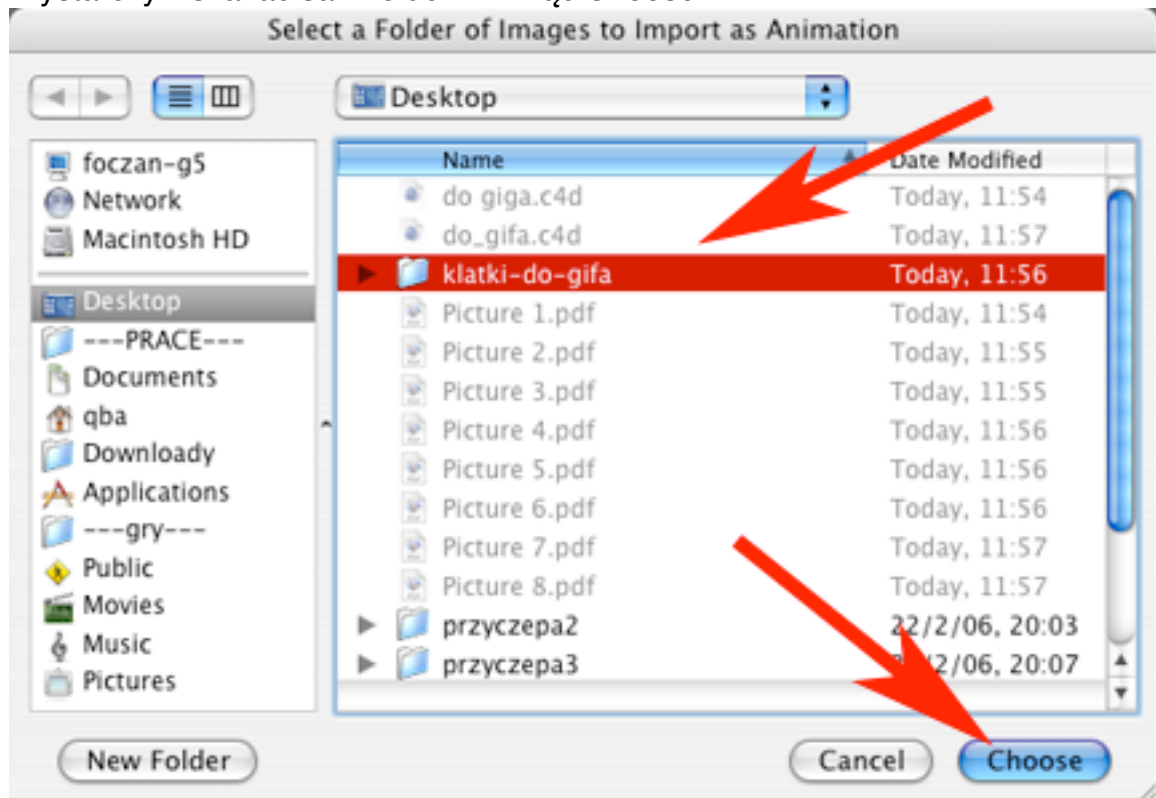 Select a Folder of Images to Import as Animation
Desktop
foczan-g5
Network
Macintosh HD
Desktop
---PRACE---
Documents
qba
Downloady
Applications
---gry---
Public
Movies
Music
Pictures
Name Date Modified
do giga.c4d Today, 11:54
do_gifa.c4d Today, 11:57
klatki-do-gifa Today, 11:56
Picture 1.pdf Today, 11:54
Picture 2.pdf Today, 11:55
Picture 3.pdf Today, 11:55
Picture 4.pdf Today, 11:56
Picture 5.pdf Today, 11:56
Picture 6.pdf Today, 11:56
Picture 7.pdf Today, 11:57
Picture 8.pdf Today, 11:57
przyczepa2 22/2/06, 20:03
przyczepa3 2/06, 20:07
New Folder Cancel Choose